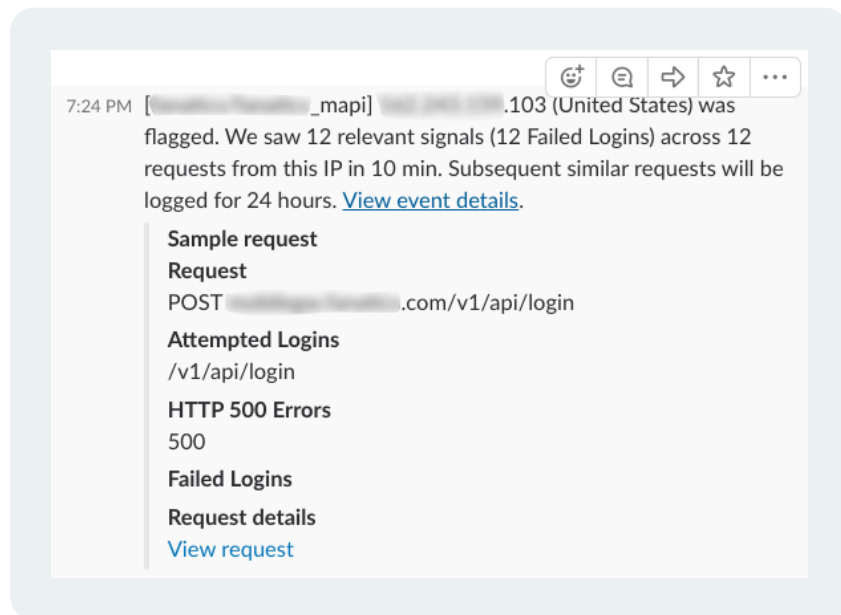 7:24 PM [ _mapi] .103 (United States) was
flagged. We saw 12 relevant signals (12 Failed Logins) across 12
requests from this IP in 10 min. Subsequent similar requests will be
logged for 24 hours. View event details.
Sample request
Request
POST .com/v1/api/login
Attempted Logins
/v1/api/login
HTTP 500 Errors
500
Failed Logins
Request details
View request